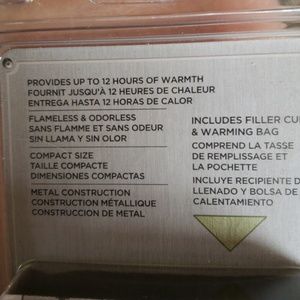 PROVIDES UP TO 12 HOURS OF WARMTH
FOURNIT JUSQU'À 12 HEURES DE CHALEUR
ENTREGA HASTA 12 HORAS DE CALOR
FLAMELESS & ODORLESS
SANS FLAMME ET SANS ODEUR
SIN LLAMA Y SIN OLOR
COMPACT SIZE
TAILLE COMPACTE
DIMENSIONES COMPACTAS
METAL CONSTRUCTION
CONSTRUCTION MÉTALLIQUE
CONSTRUCCIÓN DE METAL
INCLUDES FILLER CU
& WARMING BAG
COMPREND LA TASSE
DE REMPLISSAGE ET
LA POCHETTE
INCLUYE RECIPIENTE D
LLENADO Y BOLSA DE
CALENTAMIENTO